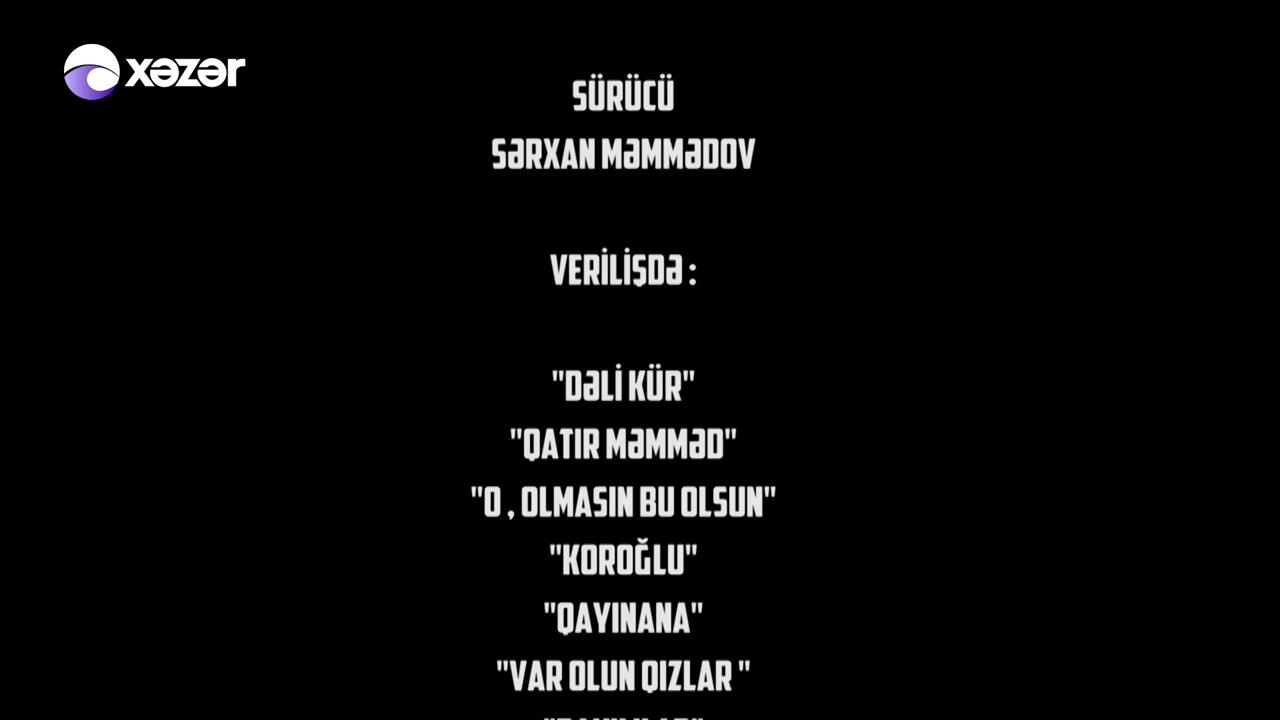 xəzər
SÜRÜCÜ
SƏRXAN MƏMMƏDOV
VERİLİŞDƏ :
"DƏLİ KÜR"
"QATIR MƏMMƏD"
"O , OLMASIN BU OLSUN"
"KOROĞLU"
"QAYINANA"
"VAR OLUN QIZLAR "